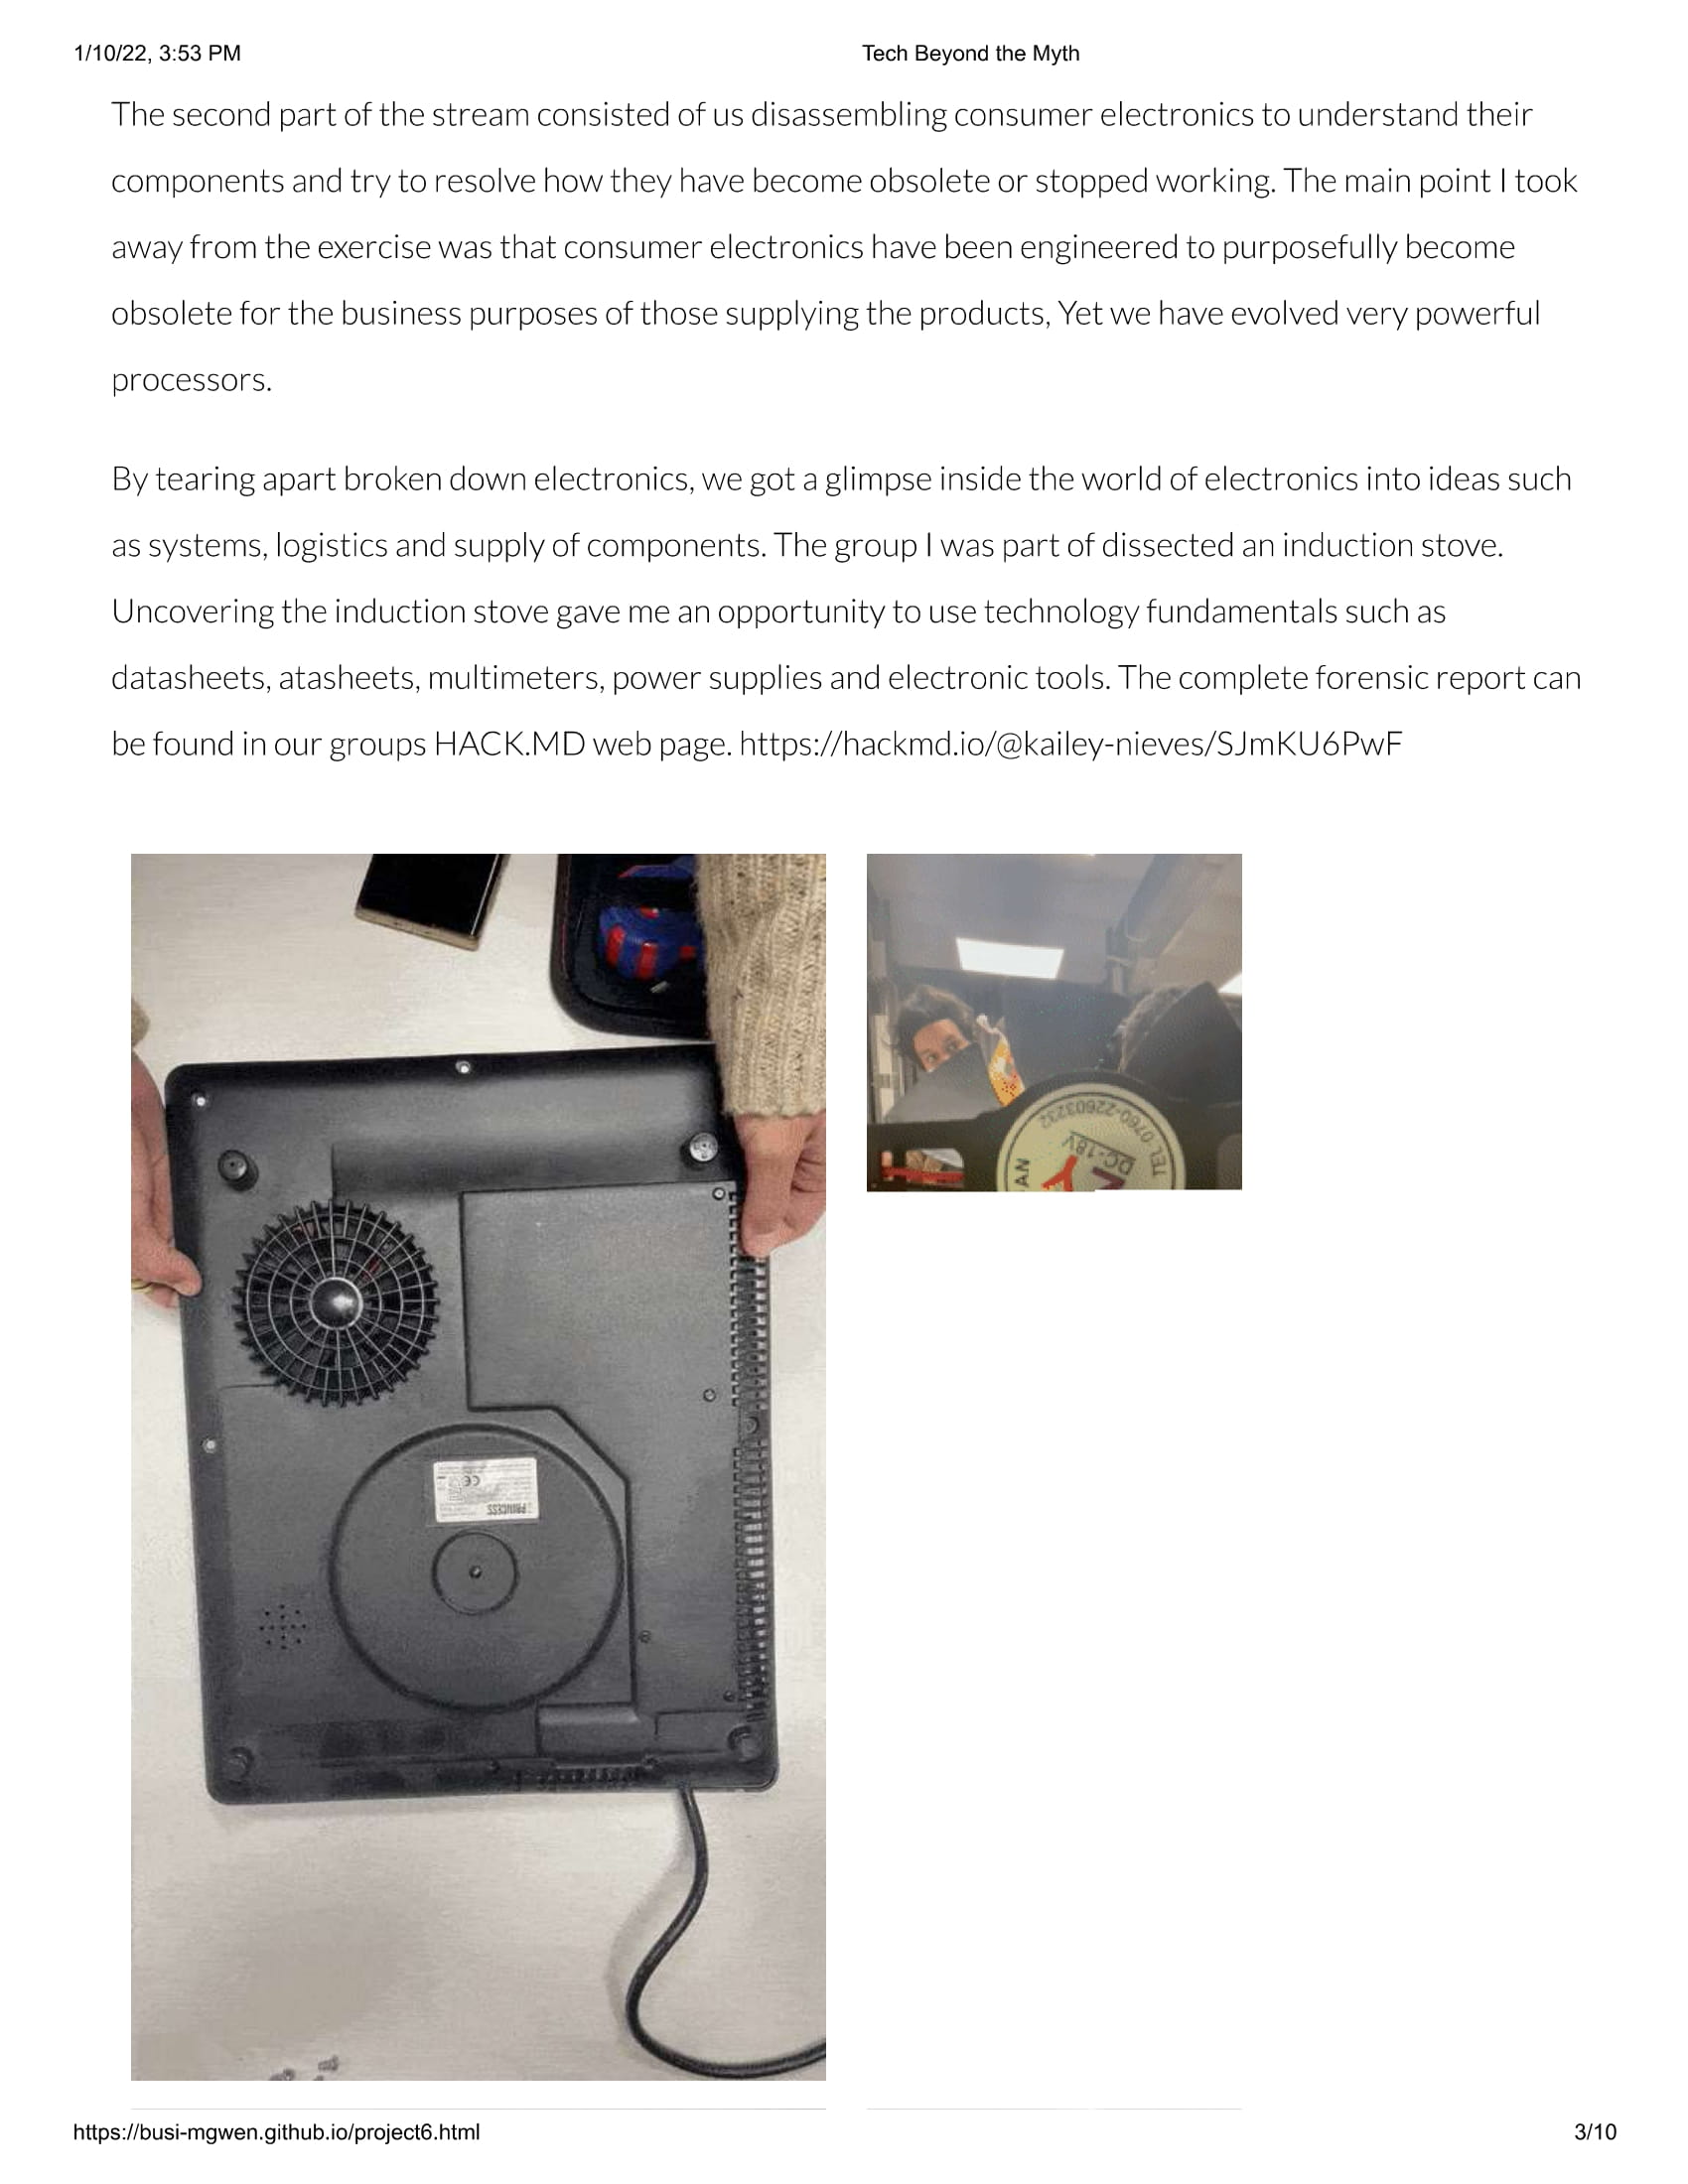 1/10/22, 3:53 PM
Tech Beyond the Myth
The second part of the stream consisted of us disassembling consumer electronics to understand their
components and try to resolve how they have become obsolete or stopped working. The main point I took
away from the exercise was that consumer electronics have been engineered to purposefully become
obsolete for the business purposes of those supplying the products, Yet we have evolved very powerful
processors.
By tearing apart broken down electronics, we got a glimpse inside the world of electronics into ideas such
as systems, logistics and supply of components. The group I was part of dissected an induction stove.
Uncovering the induction stove gave me an opportunity to use technology fundamentals such as
datasheets, atasheets, multimeters, power supplies and electronic tools. The complete forensic report can
be found in our groups HACK.MD web page. https://hackmd.io/@kailey-nieves/SJmKU6PwF
PRINCESS
CE
TEL 0760-22603232
DC-18V
https://busi-mgwen.github.io/project6.html
3/10